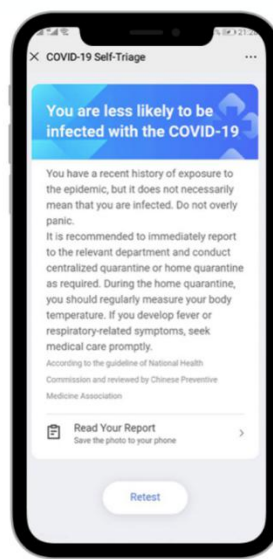 21:2
COVID-19 Self-Triage
You are less likely to be
infected with the COVID-19
You have a recent history of exposure to
the epidemic, but it does not necessarily
mean that you are infected. Do not overly
panic.
It is recommended to immediately report
to the relevant department and conduct
centralized quarantine or home quarantine
as required. During the home quarantine,
you should regularly measure your body
temperature. If you develop fever or
respiratory-related symptoms, seek
medical care promptly.
According to the guideline of National Health
Commission and reviewed by Chinese Preventive
Medicine Association
Read Your Report
Save the photo to your phone
Retest